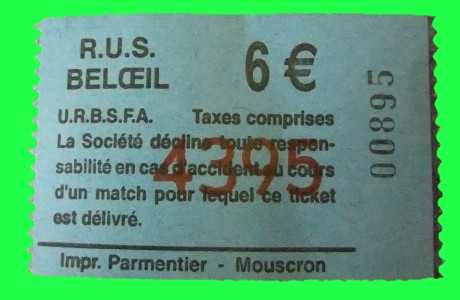 R.U.S.
BELŒIL
6 €
U.R.B.S.F.A. Taxes comprises
La Société décline toute respon-
sabilité en cas d'accident au cours
d'un match pour lequel ce ticket
est délivré.
4395
Impr. Parmentier - Mouscron
00895